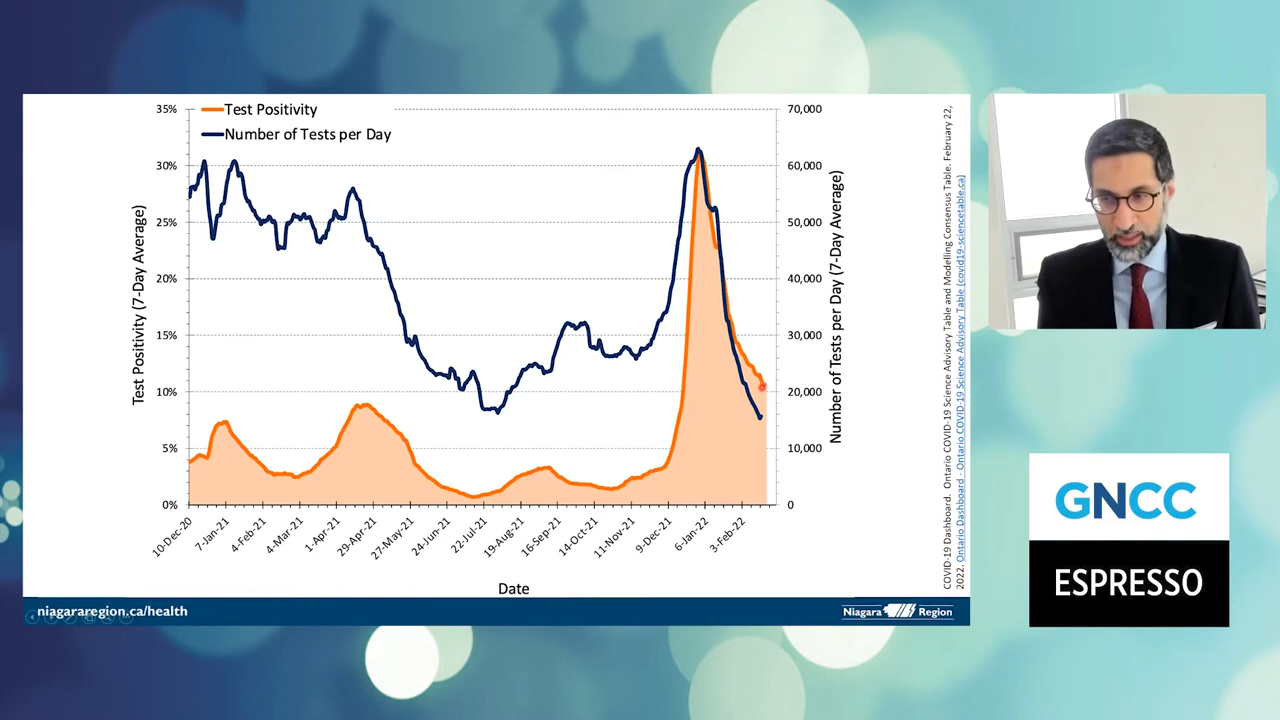 Test Positivity
Number of Tests per Day
35%
30%
25%
20%
15%
10%
5%
0%
Test Positivity (7-Day Average)
70,000
60,000
50,000
40,000
30,000
20,000
10,000
0
Number of Tests per Day (7-Day Average)
10-Dec-20
7-Jan-21
4-Feb-21
4-Mar-21
1-Apr-21
29-Apr-21
27-May-21
24-Jun-21
22-Jul-21
19-Aug-21
16-Sep-21
14-Oct-21
11-Nov-21
9-Dec-21
6-Jan-22
3-Feb-22
Date
COVID-19 Dashboard. Ontario COVID-19 Science Advisory Table and Modelling Consensus Table. February 22,
2022. Ontario Dashboard - Ontario COVID-19 Science Advisory Table (covid19-sciencetable.ca)
niagararegion.ca/health
Niagara Region
GNCC
ESPRESSO